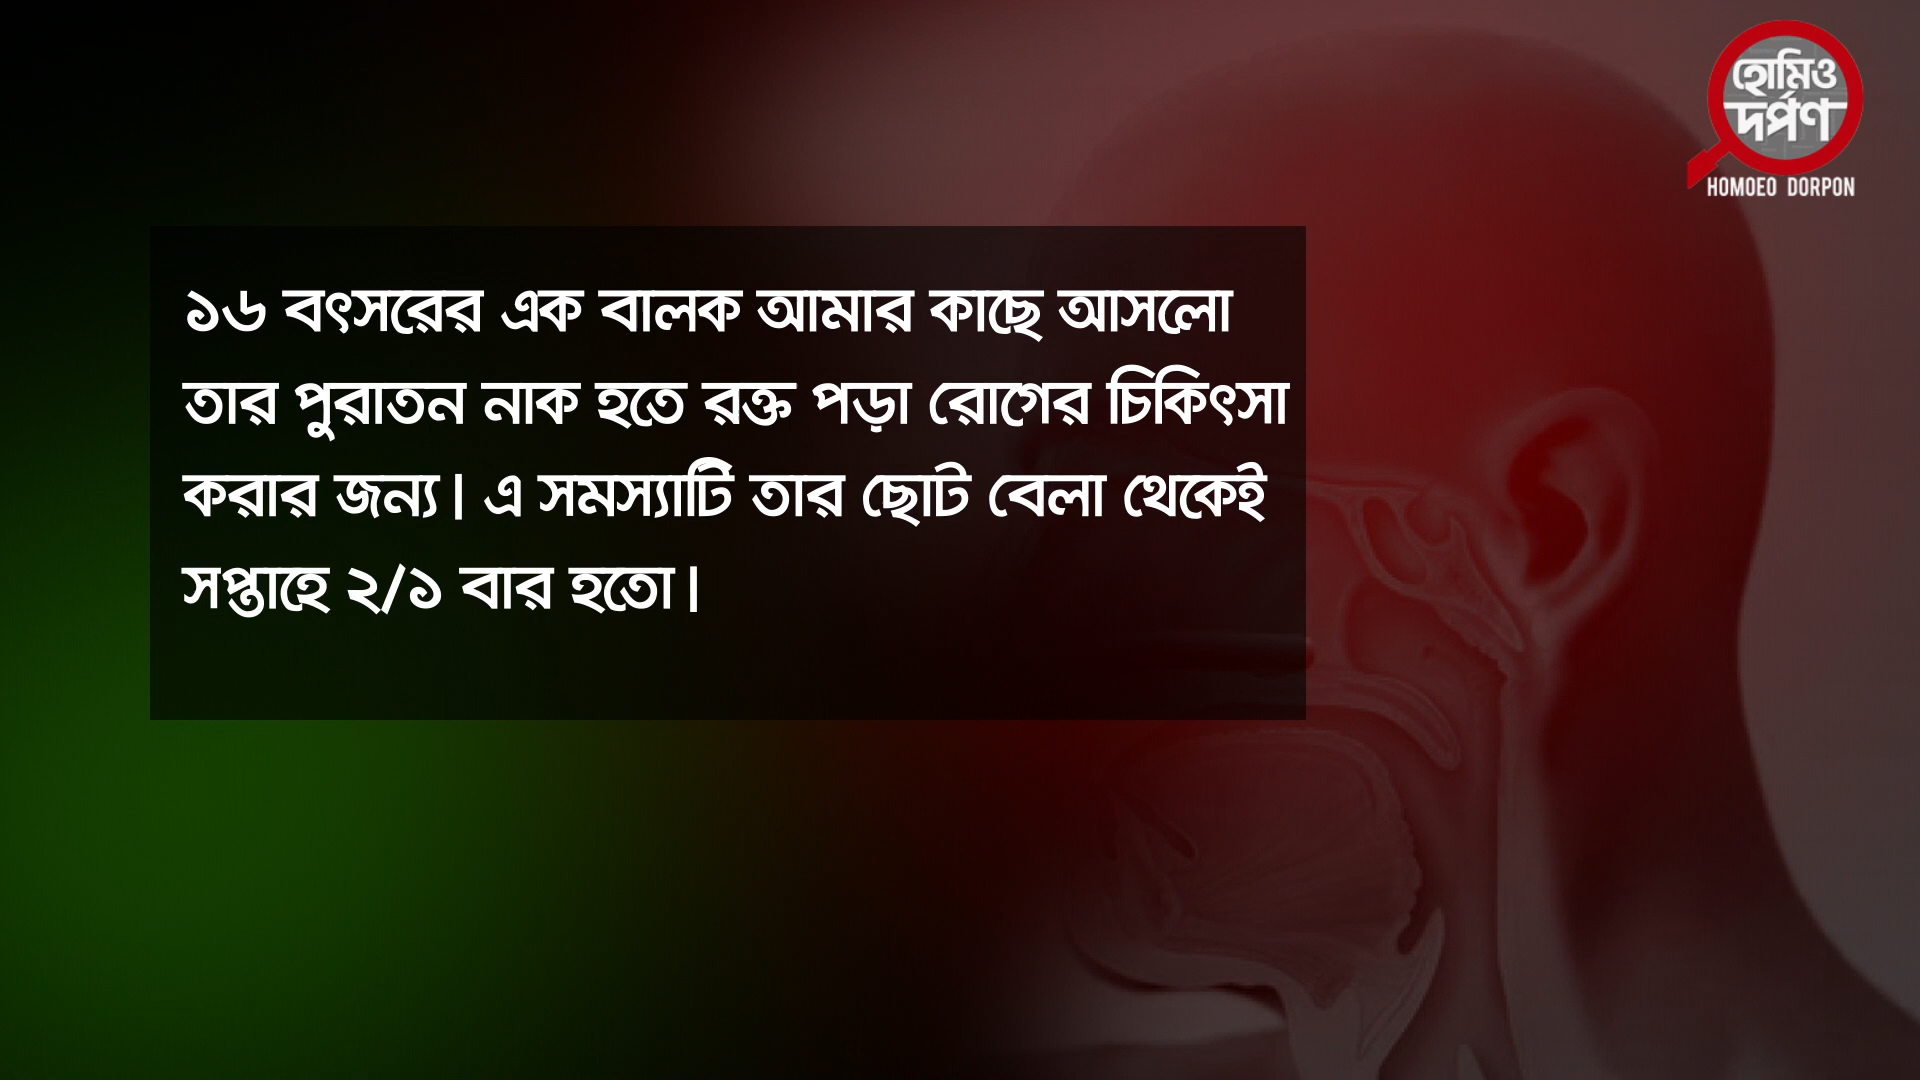 হোমিও
দর্পণ
HOMOEO DORPON
১৬ বৎসরের এক বালক আমার কাছে আসলো
তার পুরাতন নাক হতে রক্ত পড়া রোগের চিকিৎসা
করার জন্য। এ সমস্যাটি তার ছোট বেলা থেকেই
সপ্তাহে ২/১ বার হতো।